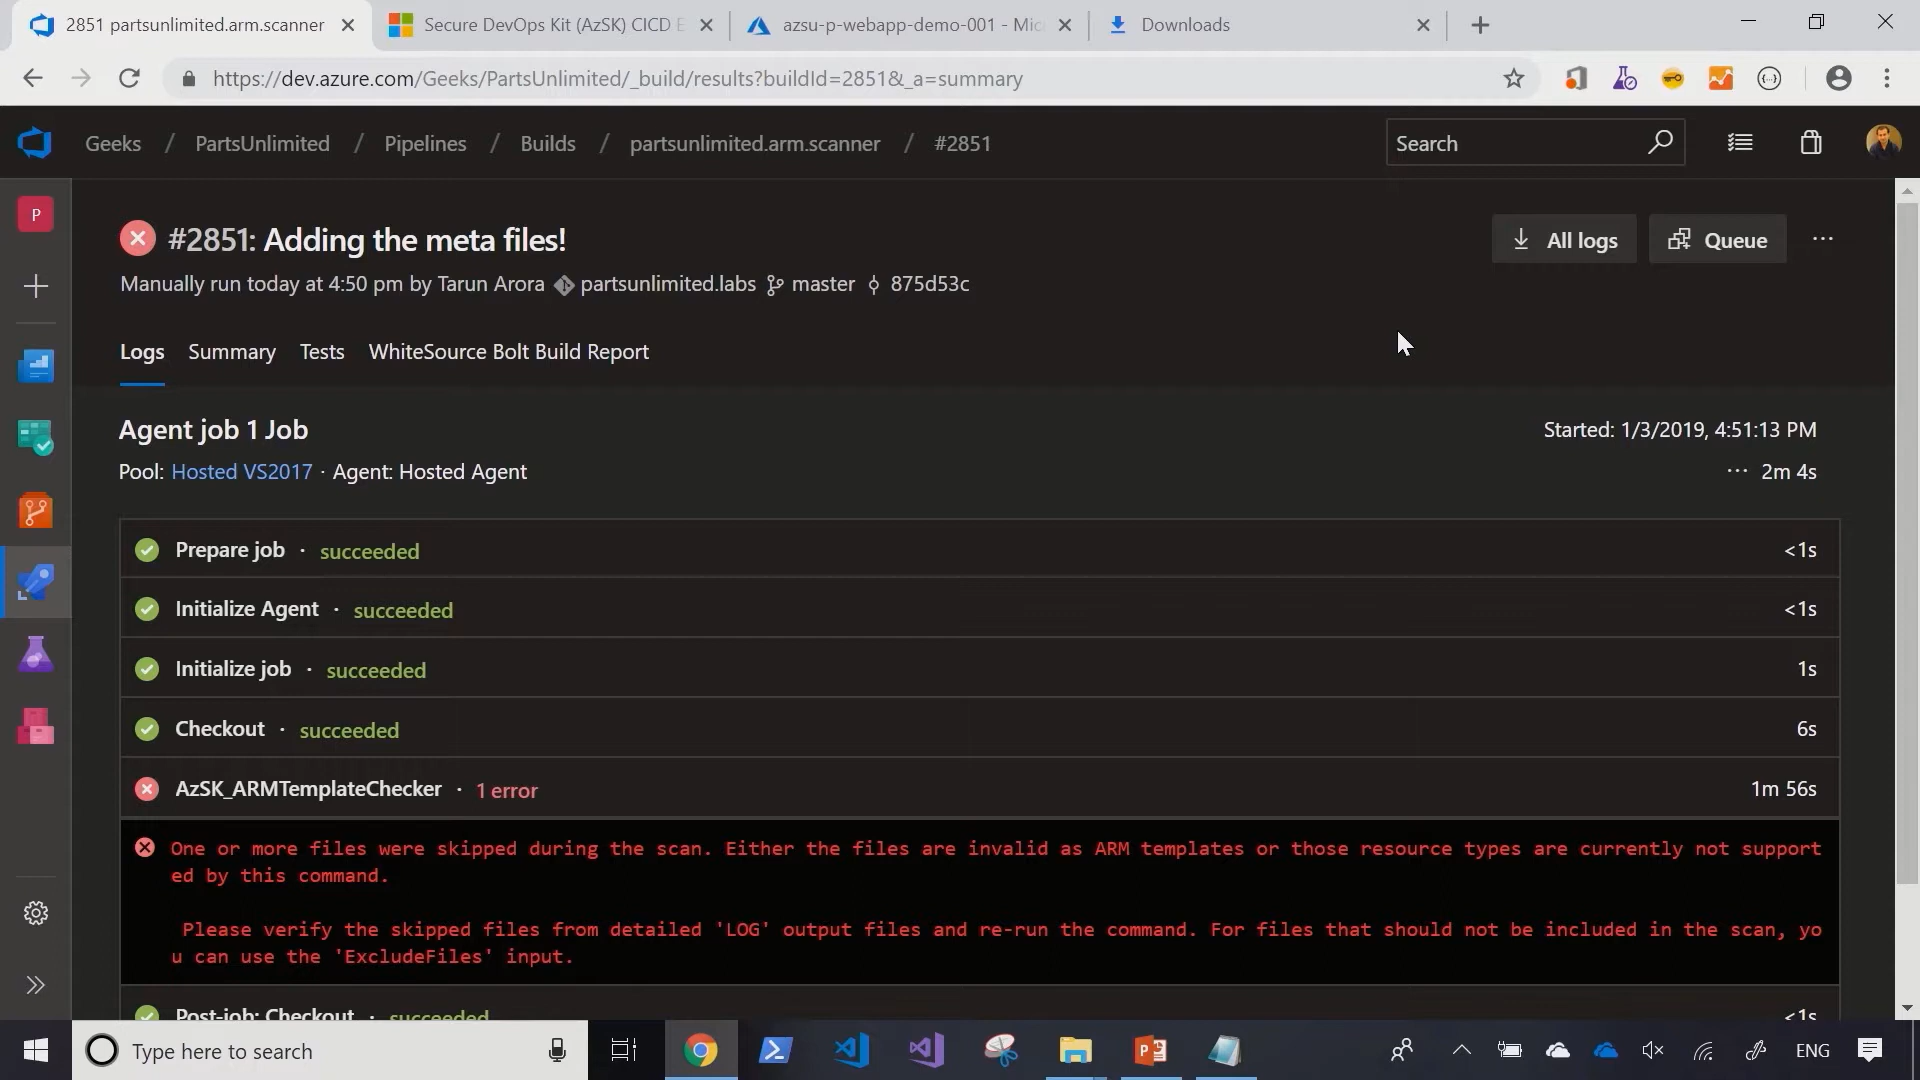 2851 partsunlimited.arm.scanner
Secure DevOps Kit (AzSK) CICD E
azsu-p-webapp-demo-001 - Mic
Downloads
https://dev.azure.com/Geeks/PartsUnlimited/_build/results?buildId=2851&_a=summary
Geeks / PartsUnlimited / Pipelines / Builds / partsunlimited.arm.scanner / #2851
Search
P
#2851: Adding the meta files!
All logs
Queue
Manually run today at 4:50 pm by Tarun Arora partsunlimited.labs master 875d53c
Logs Summary Tests WhiteSource Bolt Build Report
Agent job 1 Job
Started: 1/3/2019, 4:51:13 PM
Pool: Hosted VS2017 · Agent: Hosted Agent
··· 2m 4s
Prepare job · succeeded <1s
Initialize Agent · succeeded <1s
Initialize job · succeeded 1s
Checkout · succeeded 6s
AzSK_ARMTemplateChecker · 1 error 1m 56s
One or more files were skipped during the scan. Either the files are invalid as ARM templates or those resource types are currently not support
ed by this command.
Please verify the skipped files from detailed 'LOG' output files and re-run the command. For files that should not be included in the scan, yo
u can use the 'ExcludeFiles' input.
Post-job: Checkout · succeeded <1s
Type here to search
ENG